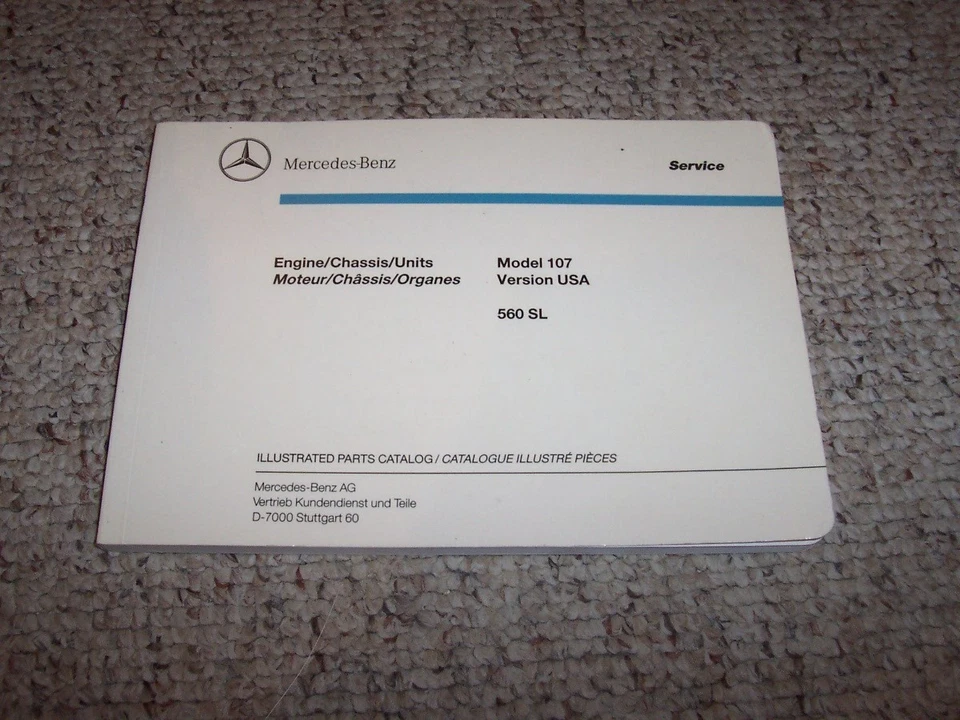 Mercedes-Benz
Service
Engine/Chassis/Units
Moteur/Châssis/Organes
Model 107
Version USA
560 SL
ILLUSTRATED PARTS CATALOG/ CATALOGUE ILLUSTRÉ PIÈCES
Mercedes-Benz AG
Vertrieb Kundendienst und Teile
D-7000 Stuttgart 60